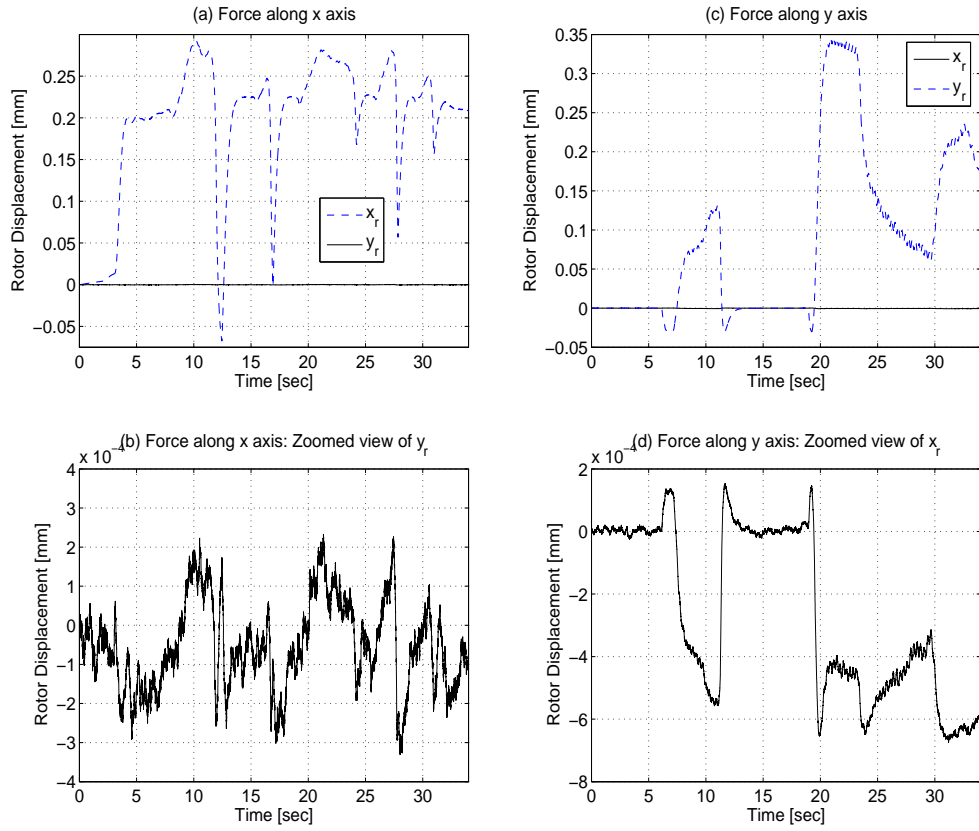 (a) Force along x axis
Rotor Displacement [mm]
0.25
0.2
0.15
0.1
0.05
0
−0.05
x_r
y_r
0 5 10 15 20 25 30
Time [sec]
(c) Force along y axis
Rotor Displacement [mm]
0.35
0.3
0.25
0.2
0.15
0.1
0.05
0
−0.05
x_r
y_r
0 5 10 15 20 25 30
Time [sec]
(b) Force along x axis: Zoomed view of y_r
x 10⁻⁴
Rotor Displacement [mm]
4
3
2
1
0
−1
−2
−3
−4
0 5 10 15 20 25 30
Time [sec]
(d) Force along y axis: Zoomed view of x_r
x 10⁻⁴
Rotor Displacement [mm]
2
0
−2
−4
−6
−8
0 5 10 15 20 25 30
Time [sec]